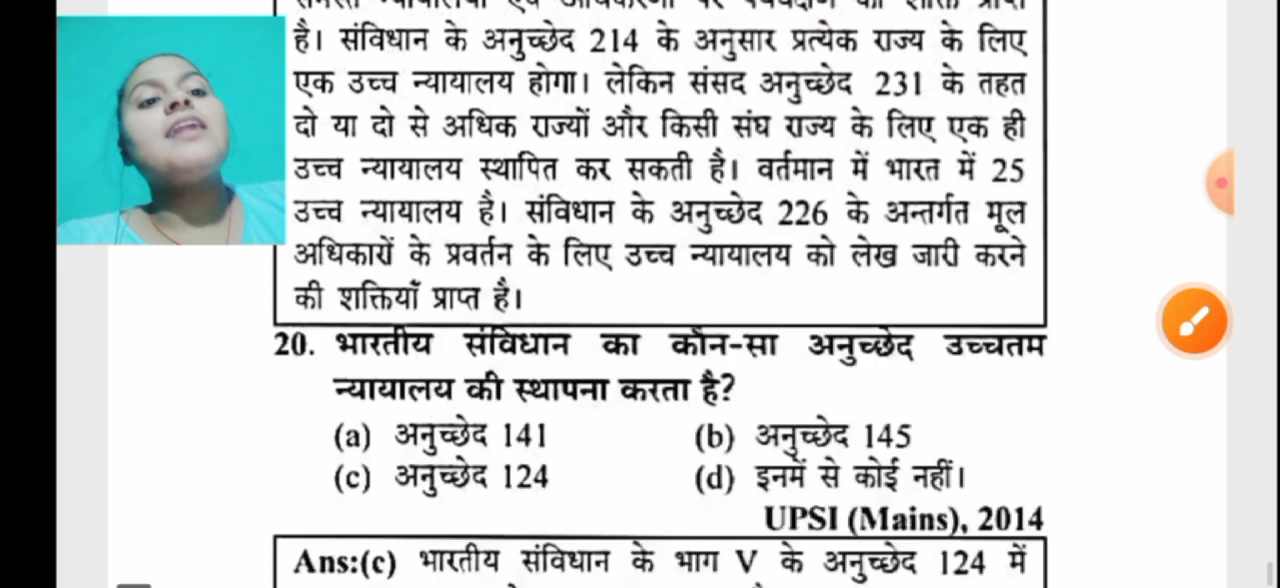 है। संविधान के अनुच्छेद 214 के अनुसार प्रत्येक राज्य के लिए
एक उच्च न्यायालय होगा। लेकिन संसद अनुच्छेद 231 के तहत
दो या दो से अधिक राज्यों और किसी संघ राज्य के लिए एक ही
उच्च न्यायालय स्थापित कर सकती है। वर्तमान में भारत में 25
उच्च न्यायालय है। संविधान के अनुच्छेद 226 के अन्तर्गत मूल
अधिकारों के प्रवर्तन के लिए उच्च न्यायालय को लेख जारी करने
की शक्तियाँ प्राप्त है।
20. भारतीय संविधान का कौन-सा अनुच्छेद उच्चतम
न्यायालय की स्थापना करता है?
(a) अनुच्छेद 141 (b) अनुच्छेद 145
(c) अनुच्छेद 124 (d) इनमें से कोई नहीं।
UPSI (Mains), 2014
Ans:(c) भारतीय संविधान के भाग V के अनुच्छेद 124 में